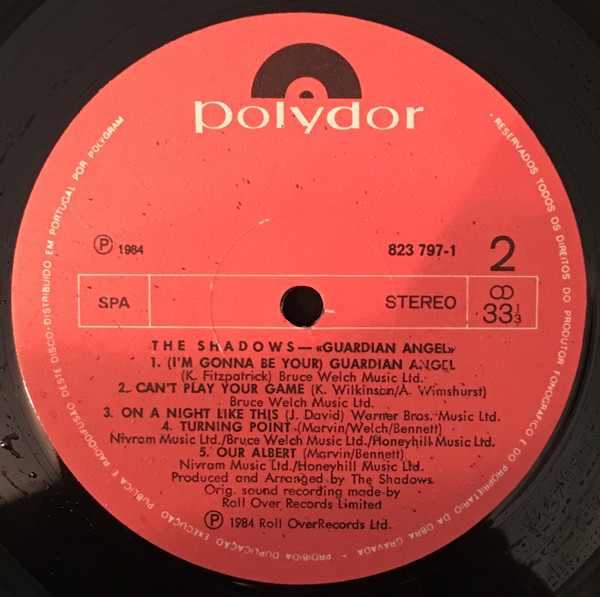 polydor
Ⓟ 1984
823 797-1
2
SPA
STEREO
33 1/3
THE SHADOWS—«GUARDIAN ANGEL»
1. (I'M GONNA BE YOUR) GUARDIAN ANGEL
(K. Fitzpatrick) Bruce Welch Music Ltd.
2. CAN'T PLAY YOUR GAME (K. Wilkinson/A. Wimshurst)
Bruce Welch Music Ltd.
3. ON A NIGHT LIKE THIS (J. David) Werner Bros. Music Ltd.
4. TURNING POINT (Marvin/Welch/Bennett)
Nivram Music Ltd./Bruce Welch Music Ltd./Honeyhill Music Ltd.
5. OUR ALBERT (Marvin/Bennett)
Nivram Music Ltd./Honeyhill Music Ltd.
Produced and Arranged by The Shadows.
Orig. sound recording made by
Roll Over Records Limited
Ⓟ 1984 Roll OverRecords Ltd.
· RESERVADOS TODOS OS DIREITOS DO PRODUTOR FONOGRÁFICO E DO PROPRIETÁRIO DA OBRA GRAVADA - PROIBIDA DUPLICAÇÃO, EXECUÇÃO PÚBLICA E RADIODIFUSÃO DESTE DISCO - DISTRIBUIDO EM PORTUGAL POR POLYGRAM